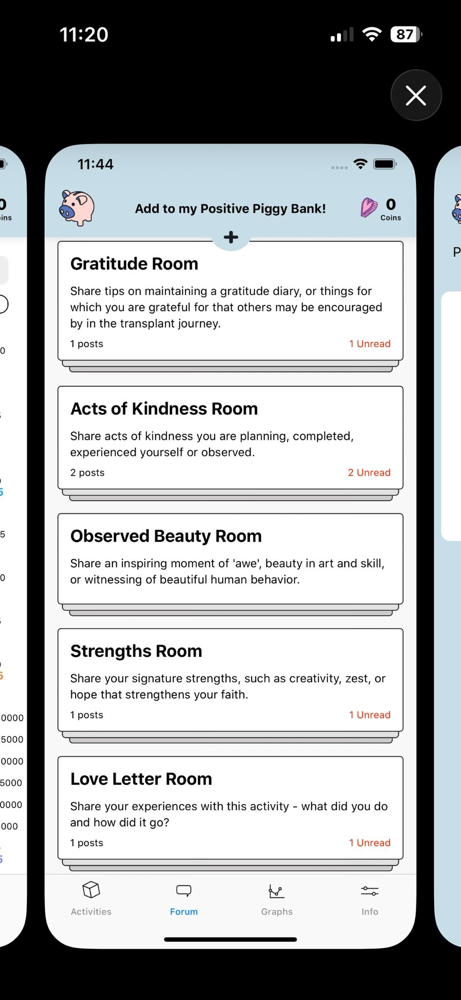 11:20
87
11:44
Add to my Positive Piggy Bank!
0
Coins
+
Gratitude Room
Share tips on maintaining a gratitude diary, or things for
which you are grateful for that others may be encouraged
by in the transplant journey.
1 posts
1 Unread
Acts of Kindness Room
Share acts of kindness you are planning, completed,
experienced yourself or observed.
2 posts
2 Unread
Observed Beauty Room
Share an inspiring moment of 'awe', beauty in art and skill,
or witnessing of beautiful human behavior.
Strengths Room
Share your signature strengths, such as creativity, zest, or
hope that strengthens your faith.
1 posts
1 Unread
Love Letter Room
Share your experiences with this activity - what did you do
and how did it go?
1 posts
1 Unread
Activities
Forum
Graphs
Info